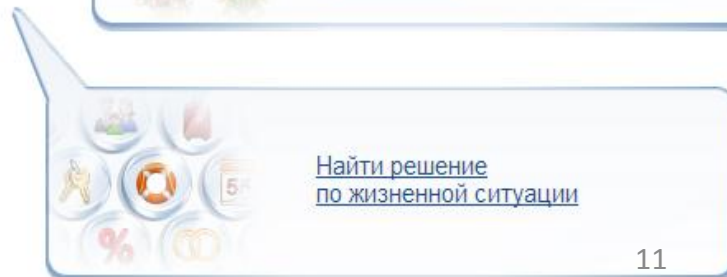 Найти решение
по жизненной ситуации
%
11